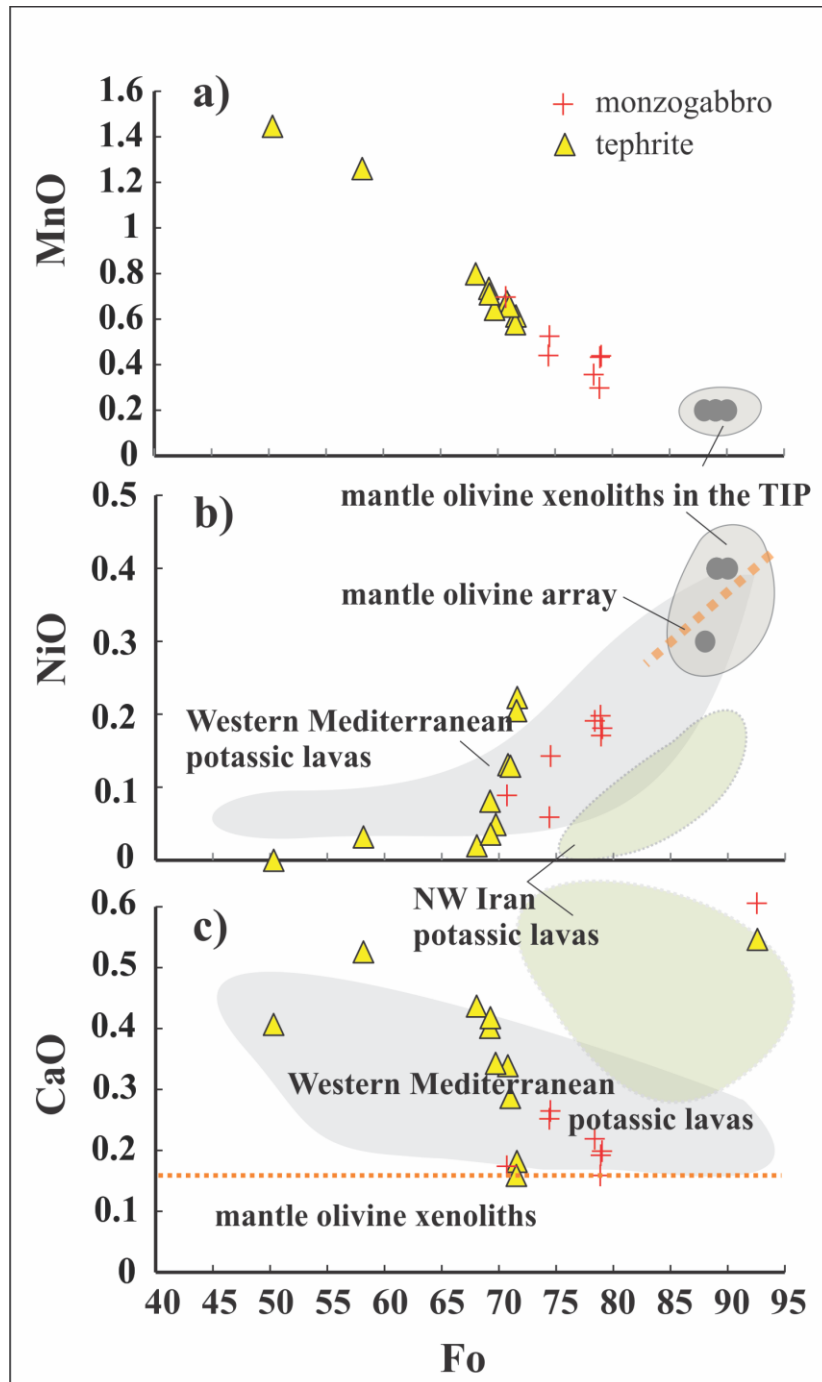 a)
monzogabbro
tephrite
MnO
1.6
1.4
1.2
1
0.8
0.6
0.4
0.2
0
mantle olivine xenoliths in the TIP
b)
mantle olivine array
Western Mediterranean
potassic lavas
NiO
0.5
0.4
0.3
0.2
0.1
0
NW Iran
potassic lavas
c)
Western Mediterranean
potassic lavas
mantle olivine xenoliths
CaO
0.6
0.5
0.4
0.3
0.2
0.1
0
40 45 50 55 60 65 70 75 80 85 90 95
Fo